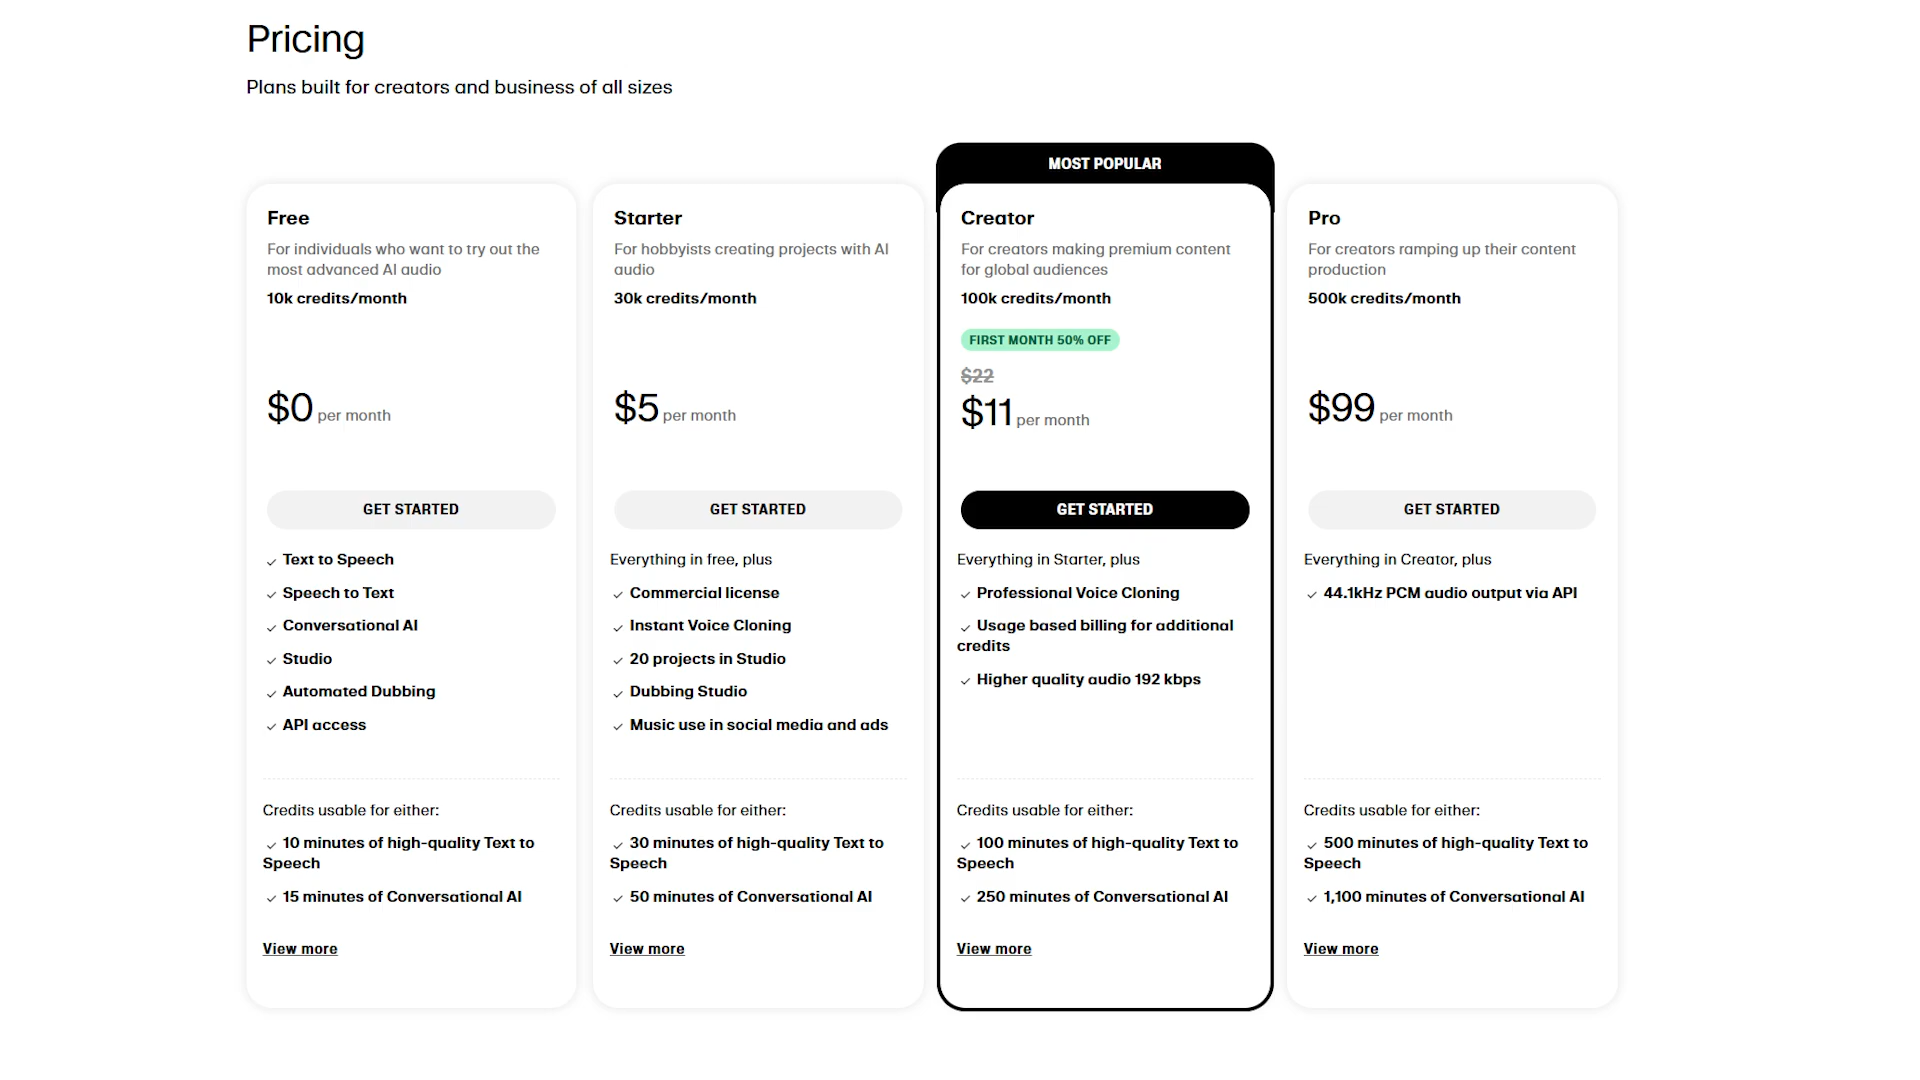 Pricing
Plans built for creators and business of all sizes
Free
For individuals who want to try out the
most advanced AI audio
10k credits/month
$0 per month
GET STARTED
Text to Speech
Speech to Text
Conversational AI
Studio
Automated Dubbing
API access
Credits usable for either:
10 minutes of high-quality Text to
Speech
15 minutes of Conversational AI
View more
Starter
For hobbyists creating projects with AI
audio
30k credits/month
$5 per month
GET STARTED
Everything in free, plus
Commercial license
Instant Voice Cloning
20 projects in Studio
Dubbing Studio
Music use in social media and ads
Credits usable for either:
30 minutes of high-quality Text to
Speech
50 minutes of Conversational AI
View more
MOST POPULAR
Creator
For creators making premium content
for global audiences
100k credits/month
FIRST MONTH 50% OFF
$22
$11 per month
GET STARTED
Everything in Starter, plus
Professional Voice Cloning
Usage based billing for additional
credits
Higher quality audio 192 kbps
Credits usable for either:
100 minutes of high-quality Text to
Speech
250 minutes of Conversational AI
View more
Pro
For creators ramping up their content
production
500k credits/month
$99 per month
GET STARTED
Everything in Creator, plus
44.1kHz PCM audio output via API
Credits usable for either:
500 minutes of high-quality Text to
Speech
1,100 minutes of Conversational AI
View more